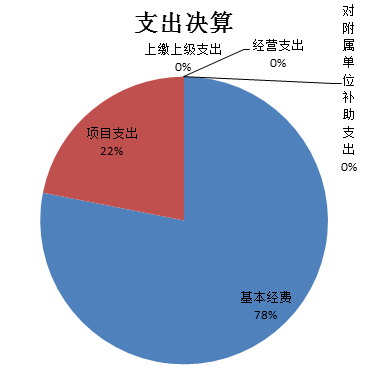 支出决算
上缴上级支出
0%
经营支出
0%
对
附
属
单
位
补
助
支
出
0%
项目支出
22%
基本经费
78%